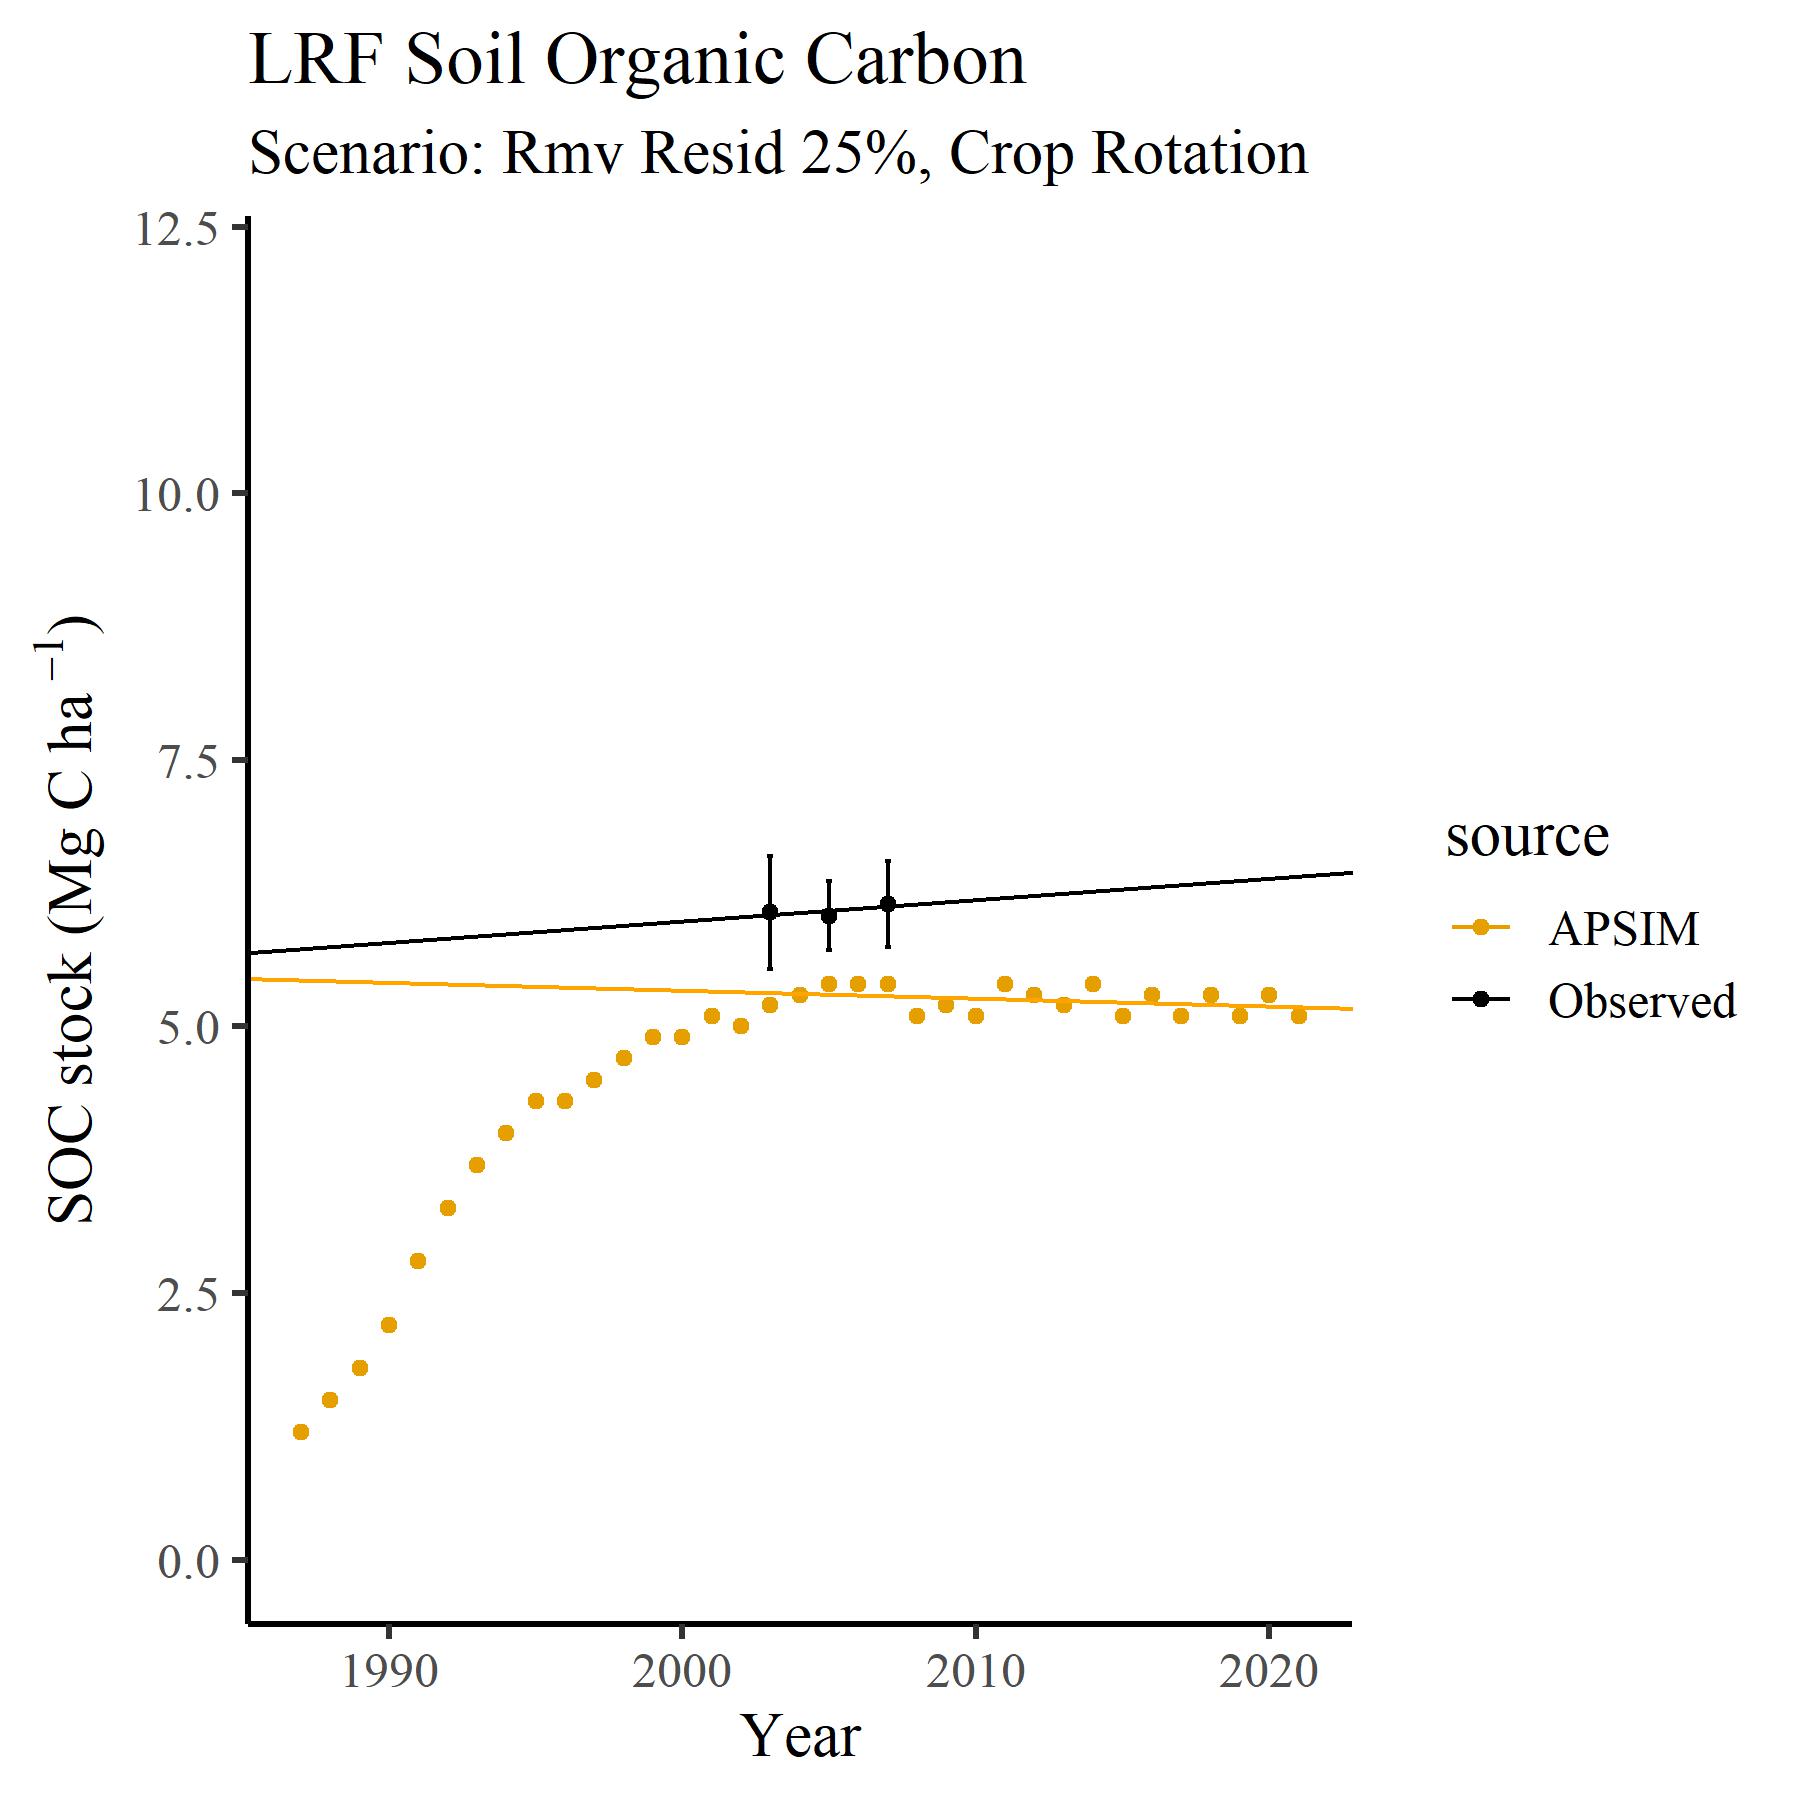 LRF Soil Organic Carbon
Scenario: Rmv Resid 25%, Crop Rotation
12.5
10.0
7.5
5.0
2.5
0.0
SOC stock (Mg C ha −1)
1990 2000 2010 2020
Year
source
APSIM
Observed